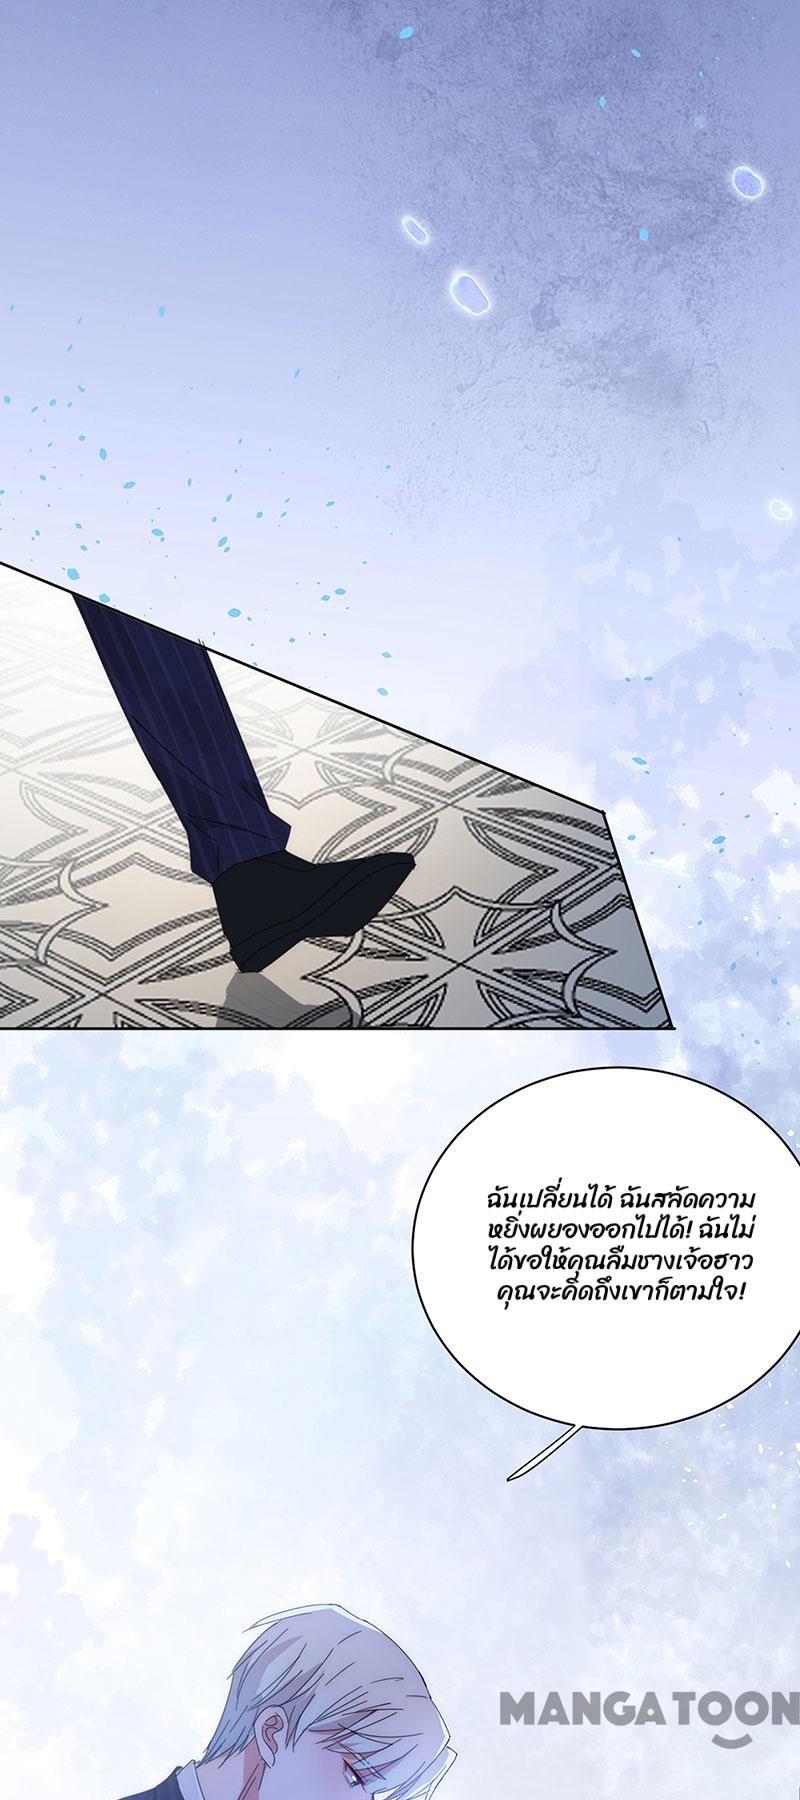 ฉันเปลี่ยนได้ ฉันสลัดความ
หยิ่งผยองออกไปได้! ฉันไม่
ได้ขอให้คุณลืมชางเจ้อฮาว
คุณจะคิดถึงเขาก็ตามใจ!
MANGATOON